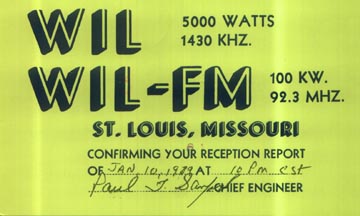 WIL 5000 WATTS
1430 KHZ.
WIL-FM 100 KW.
92.3 MHZ.
ST. LOUIS, MISSOURI
CONFIRMING YOUR RECEPTION REPORT
OF JAN 10, AT 10 PM CST
Paul CHIEF ENGINEER